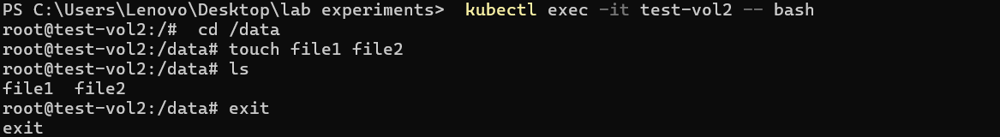 PS C:\Users\Lenovo\Desktop\lab experiments>  kubectl exec -it test-vol2 -- bash
root@test-vol2:/#  cd /data
root@test-vol2:/data# touch file1 file2
root@test-vol2:/data# ls
file1  file2
root@test-vol2:/data# exit
exit